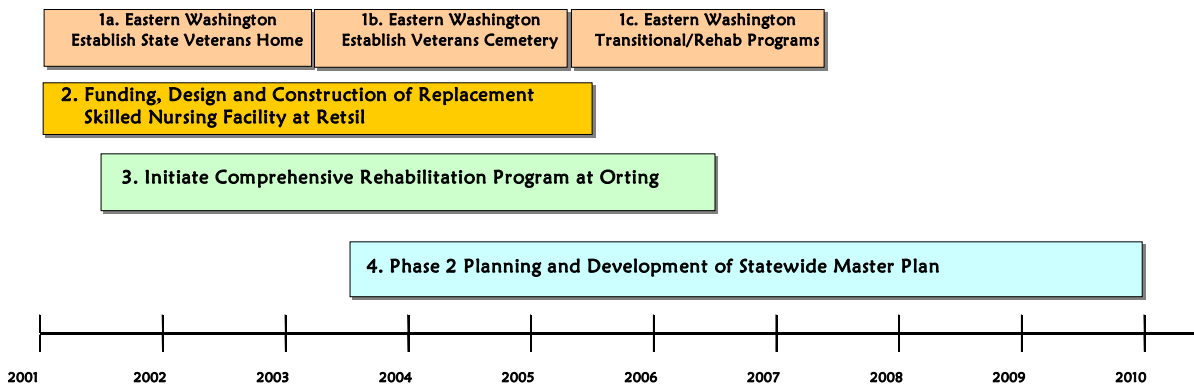 1a. Eastern Washington
Establish State Veterans Home
1b. Eastern Washington
Establish Veterans Cemetery
1c. Eastern Washington
Transitional/Rehab Programs
2. Funding, Design and Construction of Replacement
Skilled Nursing Facility at Retsil
3. Initiate Comprehensive Rehabilitation Program at Orting
4. Phase 2 Planning and Development of Statewide Master Plan
2001 2002 2003 2004 2005 2006 2007 2008 2009 2010